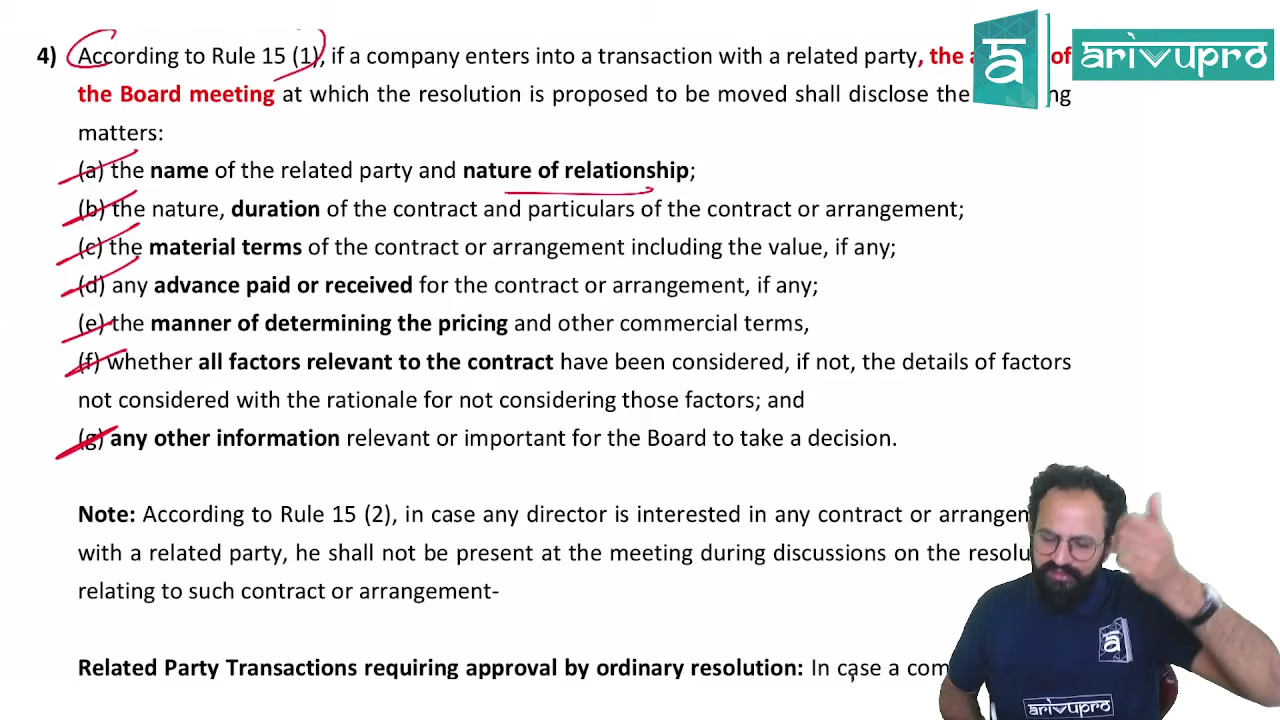 4) According to Rule 15 (1), if a company enters into a transaction with a related party, the of
the Board meeting at which the resolution is proposed to be moved shall disclose the
matters:
(a) the name of the related party and nature of relationship;
(b) the nature, duration of the contract and particulars of the contract or arrangement;
(c) the material terms of the contract or arrangement including the value, if any;
(d) any advance paid or received for the contract or arrangement, if any;
(e) the manner of determining the pricing and other commercial terms,
(f) whether all factors relevant to the contract have been considered, if not, the details of factors
not considered with the rationale for not considering those factors; and
(g) any other information relevant or important for the Board to take a decision.
Note: According to Rule 15 (2), in case any director is interested in any contract or
with a related party, he shall not be present at the meeting during discussions on the
relating to such contract or arrangement-
Related Party Transactions requiring approval by ordinary resolution: In case a
ā arivupro
ā
arivupro